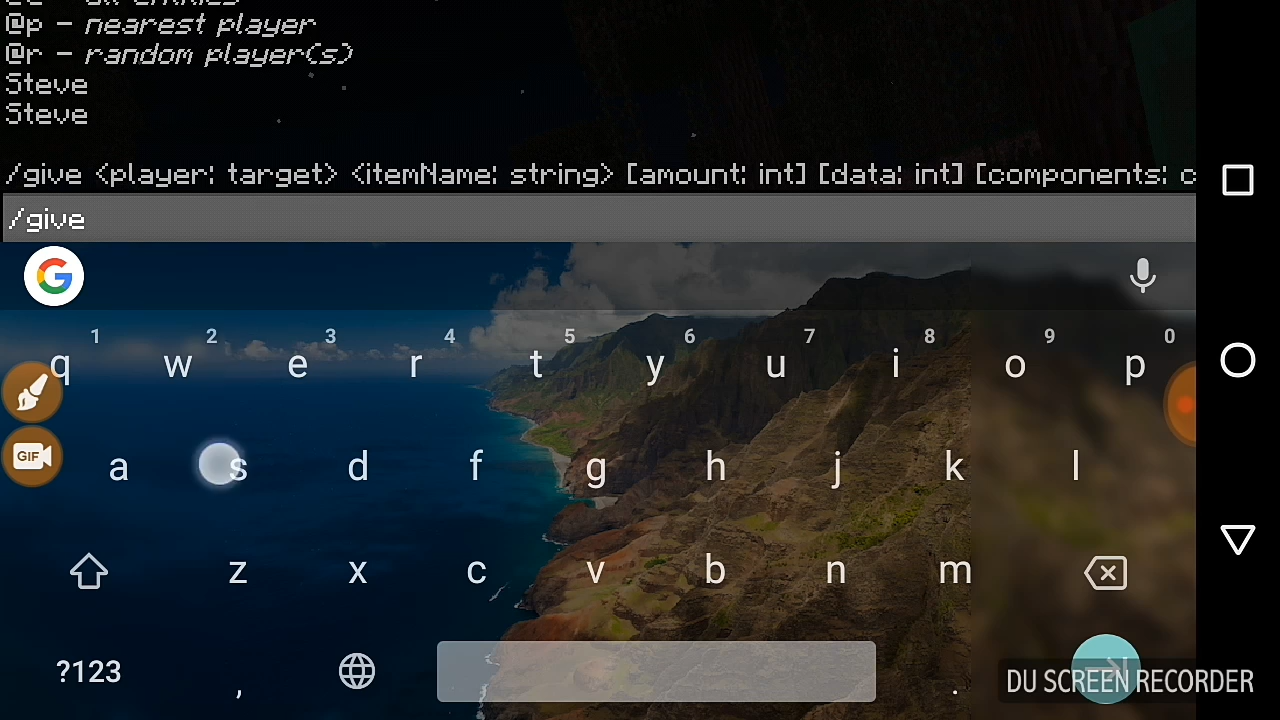 @p - nearest player
@r - random player(s)
Steve
Steve
/give <player: target> <itemName: string> [amount: int] [data: int] [components: c
/give
1 2 3 4 5 6 7 8 9 0
q w e r t y u i o p
a s d f g h j k l
GIF
z x c v b n m
?123 , .
DU SCREEN RECORDER